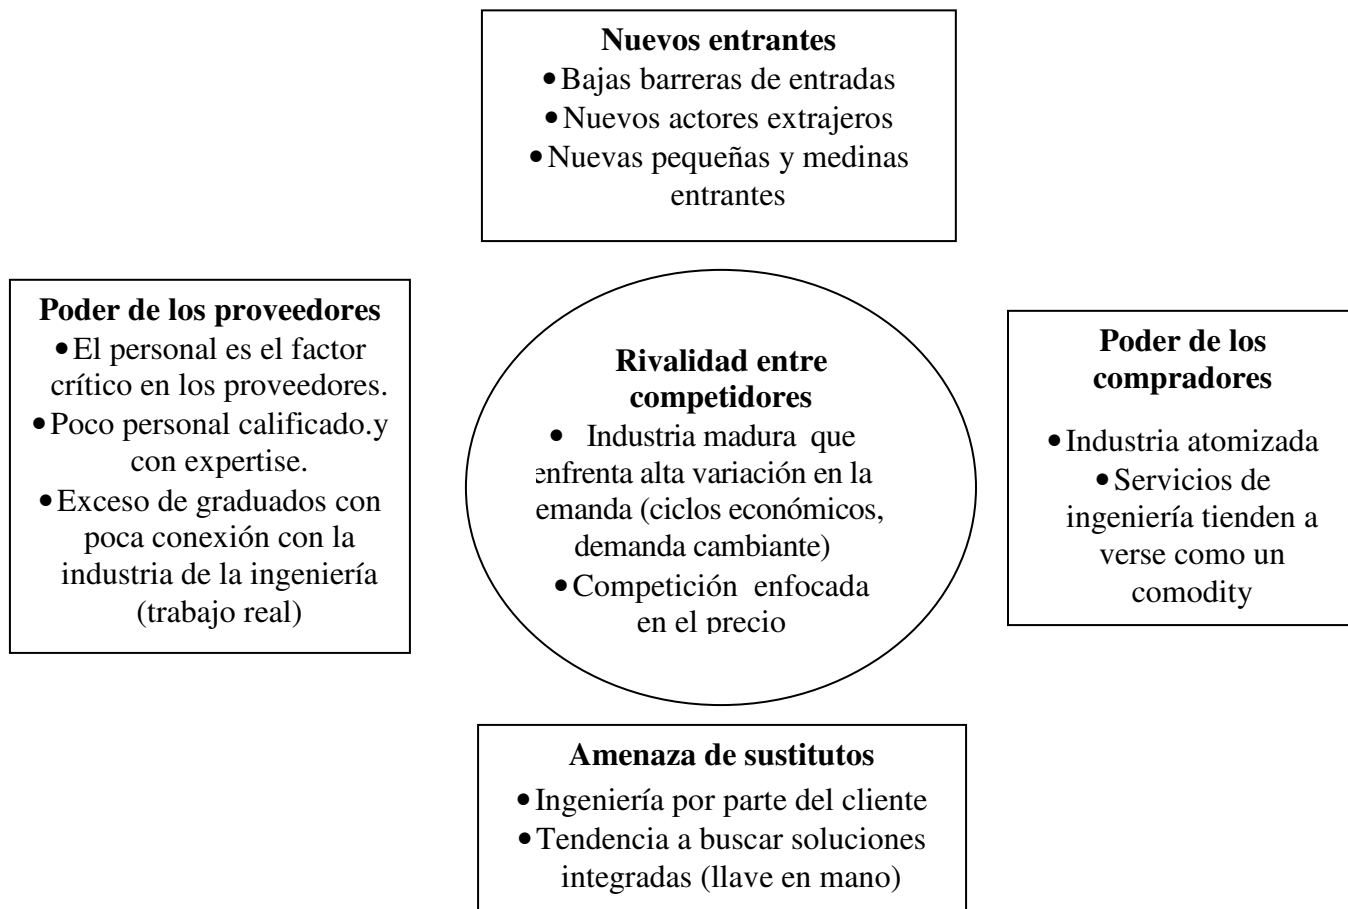 Nuevos entrantes
• Bajas barreras de entradas
• Nuevos actores extrajeros
• Nuevas pequeñas y medinas
entrantes
Poder de los proveedores
• El personal es el factor
crítico en los proveedores.
• Poco personal calificado.y
con expertise.
• Exceso de graduados con
poca conexión con la
industria de la ingeniería
(trabajo real)
Rivalidad entre
competidores
• Industria madura que
enfrenta alta variación en la
emanda (ciclos económicos,
demanda cambiante)
• Competición enfocada
en el precio
Poder de los
compradores
• Industria atomizada
• Servicios de
ingeniería tienden a
verse como un
comodity
Amenaza de sustitutos
• Ingeniería por parte del cliente
• Tendencia a buscar soluciones
integradas (llave en mano)